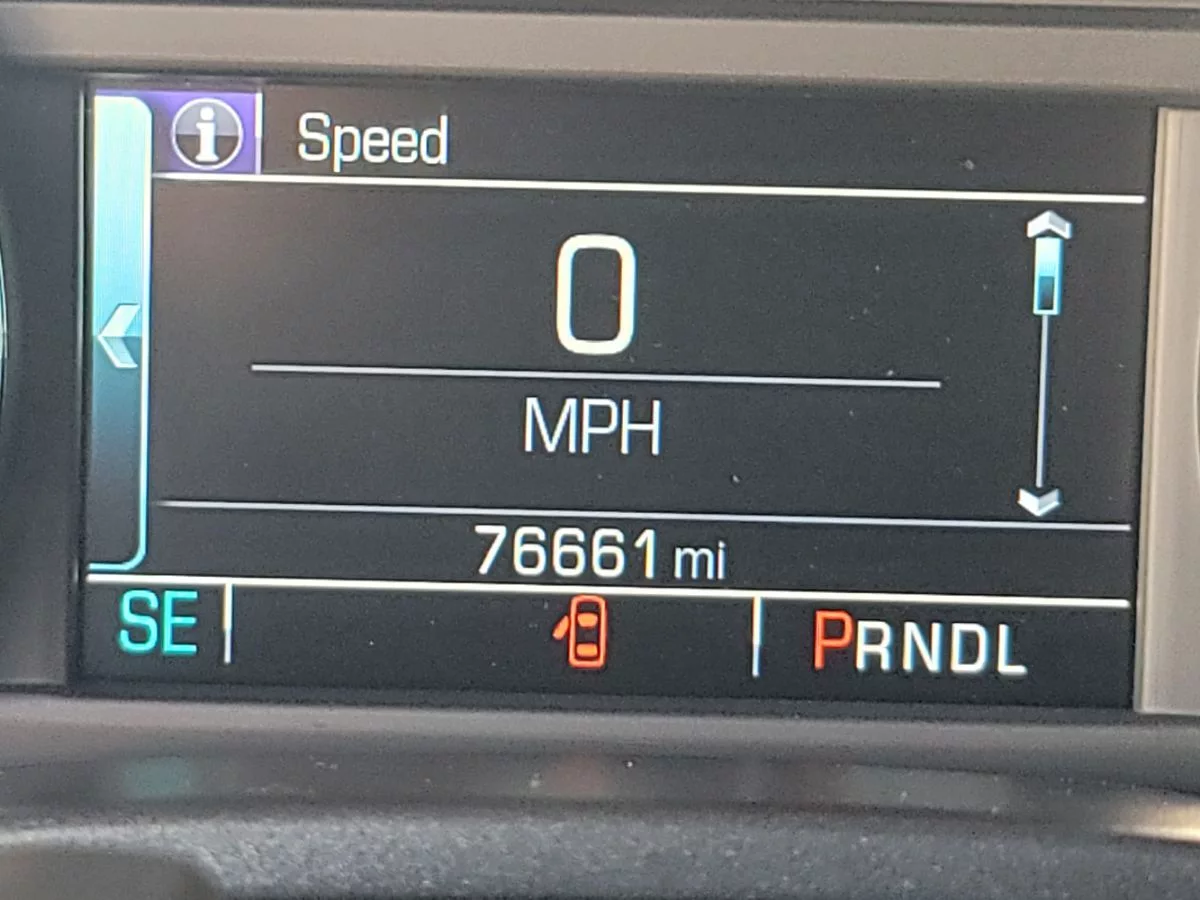 Speed
0
MPH
76661 mi
SE PRNDL